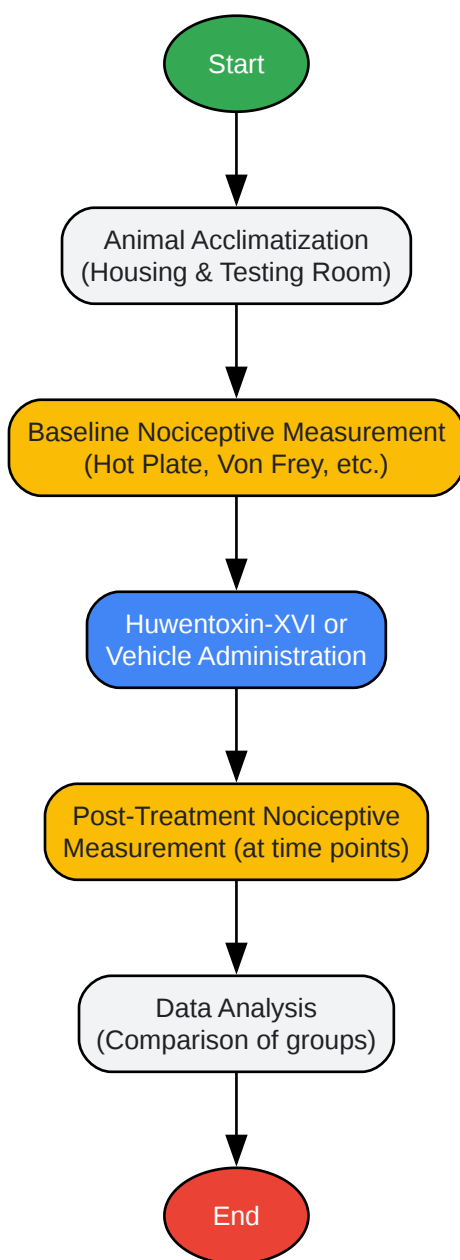 Start
Animal Acclimatization
(Housing & Testing Room)
Baseline Nociceptive Measurement
(Hot Plate, Von Frey, etc.)
Huwentoxin-XVI or
Vehicle Administration
Post-Treatment Nociceptive
Measurement (at time points)
Data Analysis
(Comparison of groups)
End